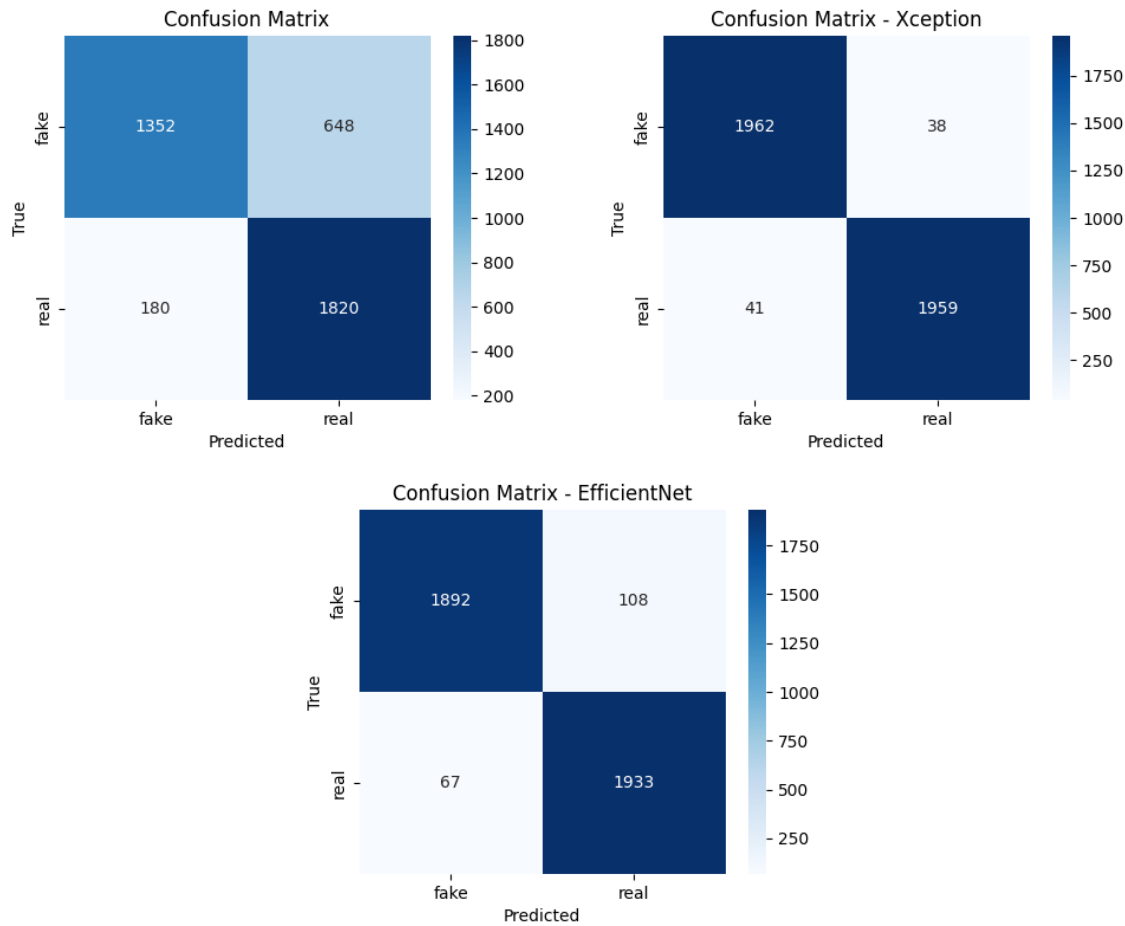 Confusion Matrix
1352 648
180 1820
fake
real
True
fake real
Predicted
1800
1600
1400
1200
1000
800
600
400
200
Confusion Matrix - Xception
1962 38
41 1959
fake
real
True
fake real
Predicted
1750
1500
1250
1000
750
500
250
Confusion Matrix - EfficientNet
1892 108
67 1933
fake
real
True
fake real
Predicted
1750
1500
1250
1000
750
500
250